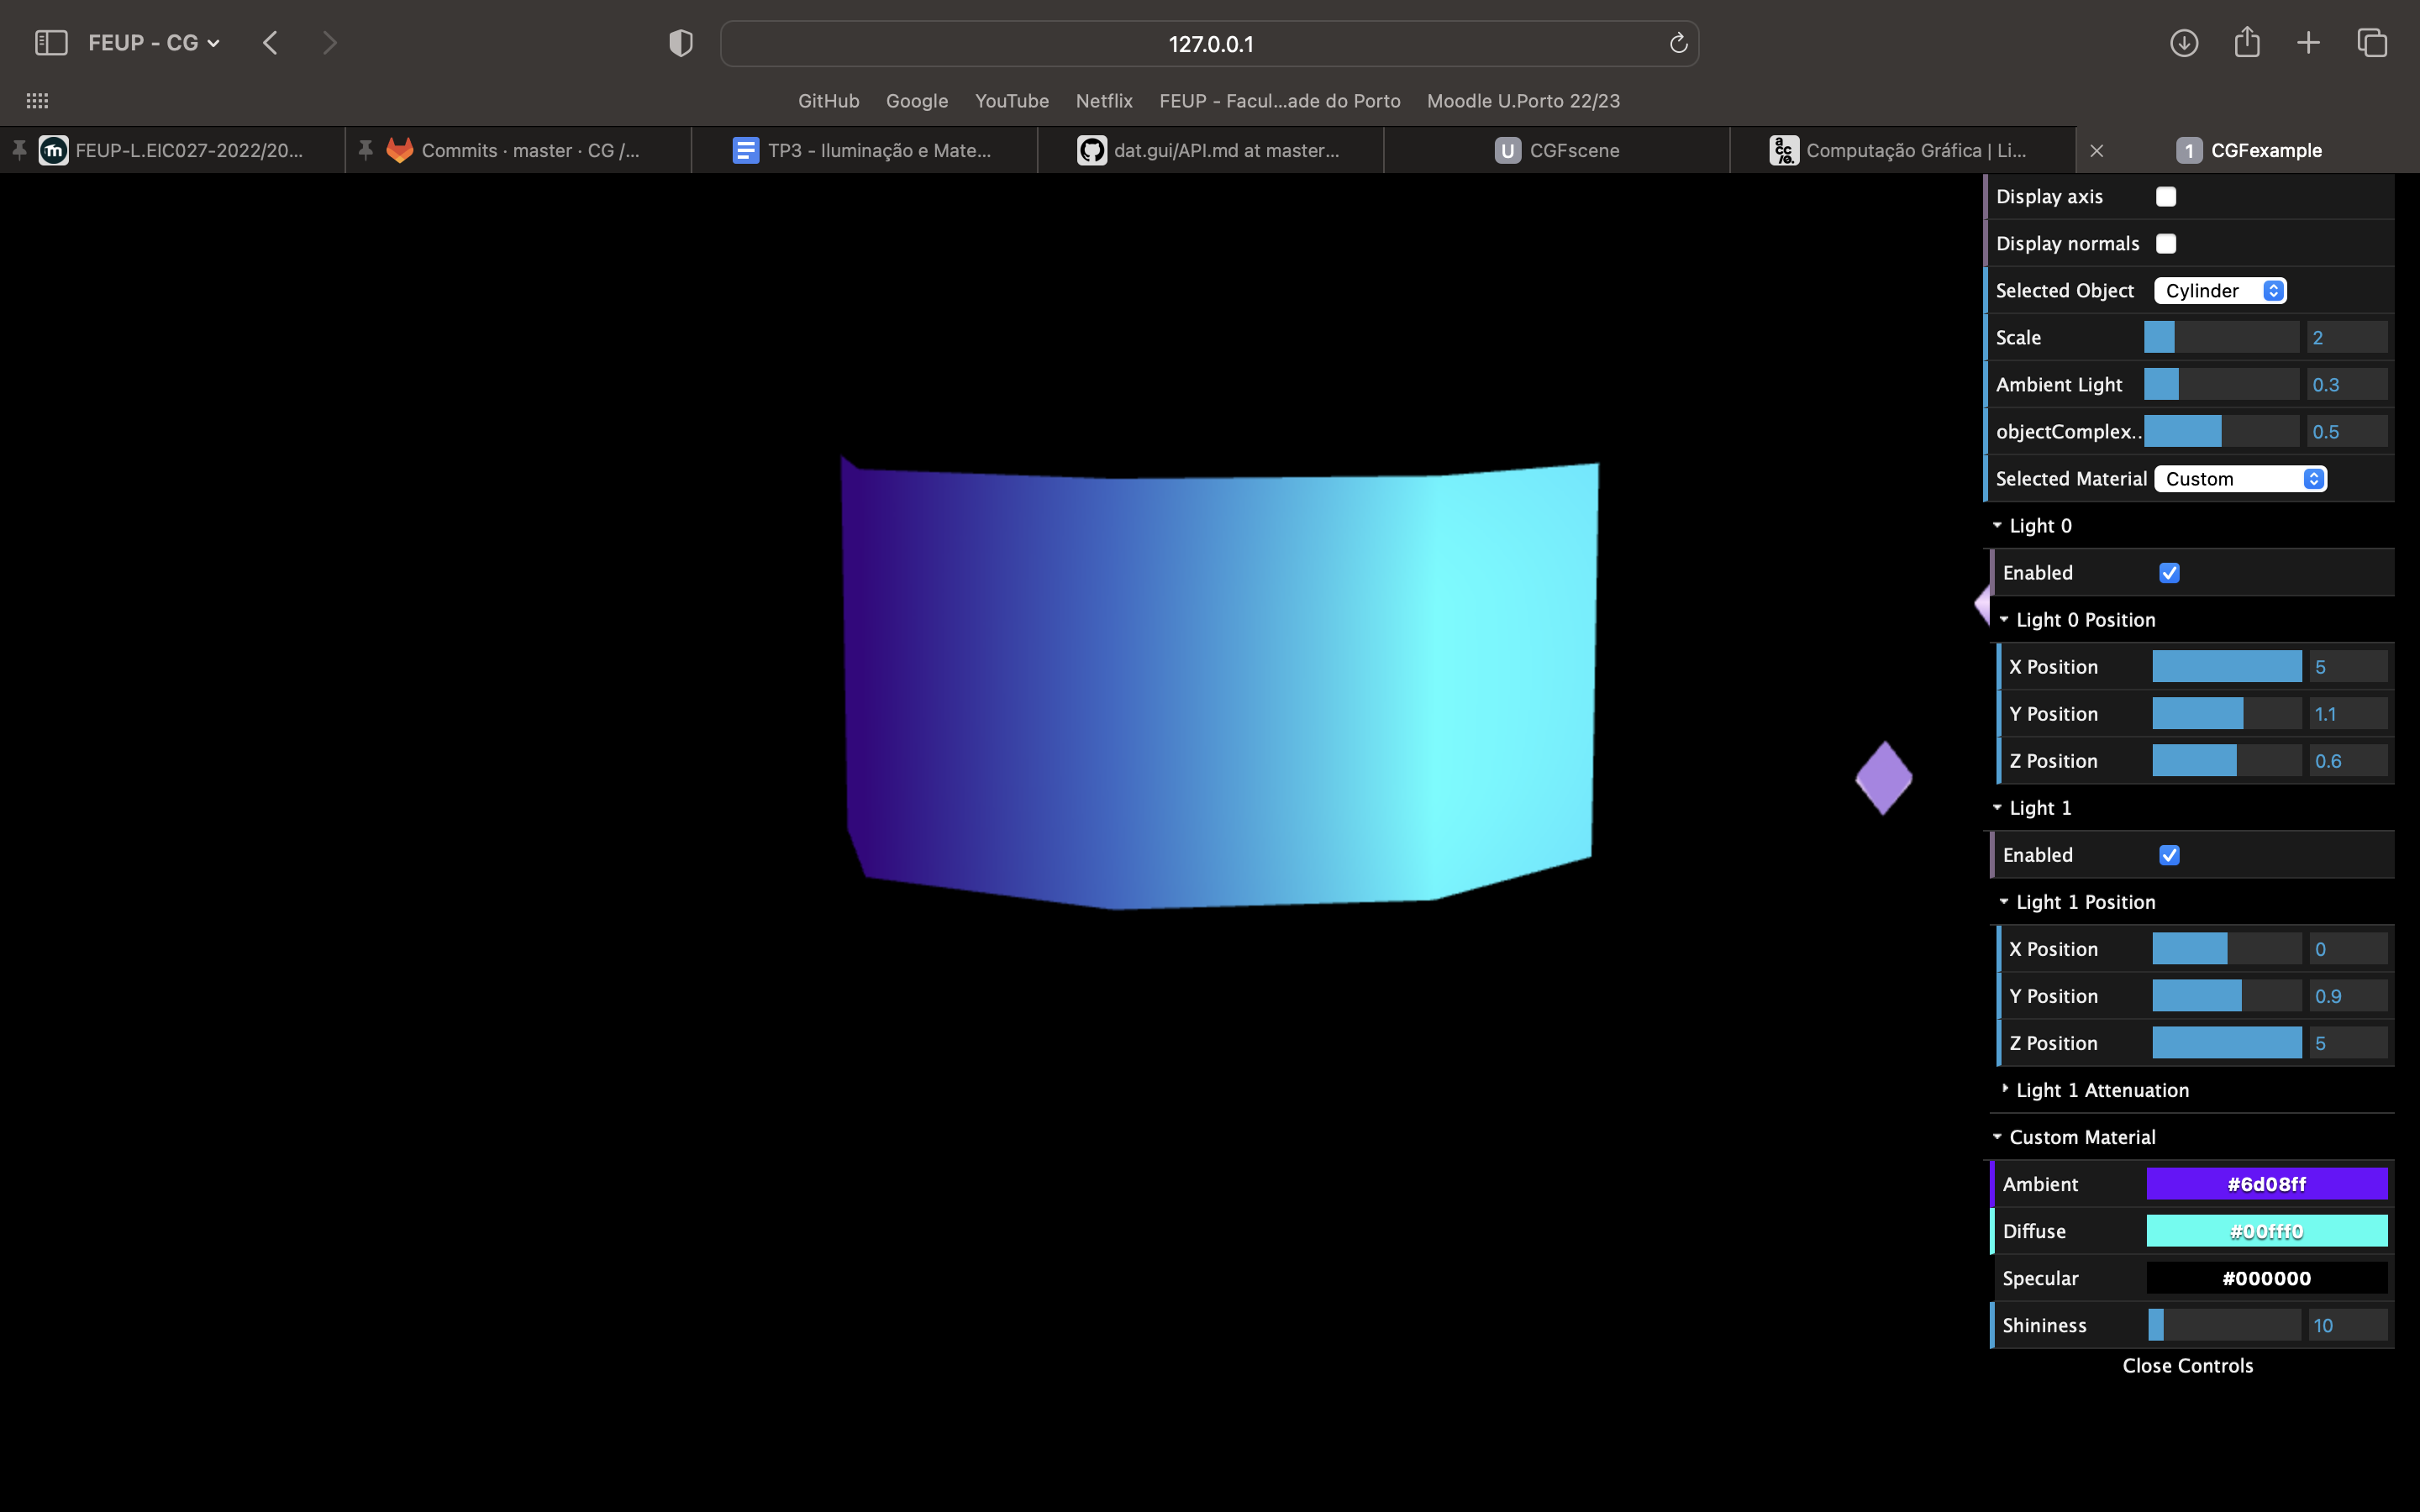 FEUP - CG
127.0.0.1
GitHub Google YouTube Netflix FEUP - Facul...ade do Porto Moodle U.Porto 22/23
FEUP-L.EIC027-2022/20... Commits · master · CG /... TP3 - Iluminação e Mate... dat.gui/API.md at master... U CGFscene Computação Gráfica | Li... 1 CGFexample
Display axis
Display normals
Selected Object Cylinder
Scale 2
Ambient Light 0.3
objectComplex.. 0.5
Selected Material Custom
Light 0
Enabled
Light 0 Position
X Position 5
Y Position 1.1
Z Position 0.6
Light 1
Enabled
Light 1 Position
X Position 0
Y Position 0.9
Z Position 5
Light 1 Attenuation
Custom Material
Ambient #6d08ff
Diffuse #00fff0
Specular #000000
Shininess 10
Close Controls